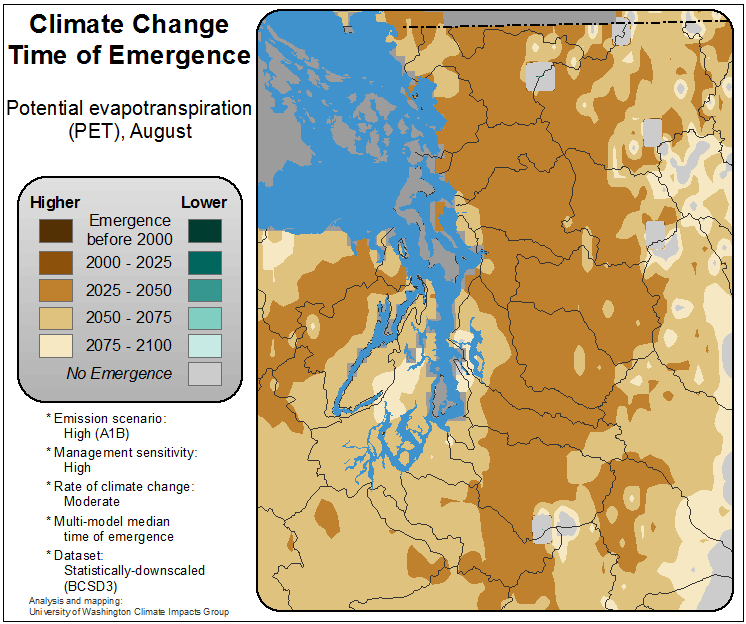 Climate Change
Time of Emergence
Potential evapotranspiration
(PET), August
Higher
Lower
Emergence
before 2000
2000 - 2025
2025 - 2050
2050 - 2075
2075 - 2100
No Emergence
* Emission scenario:
High (A1B)
* Management sensitivity:
High
* Rate of climate change:
Moderate
* Multi-model median
time of emergence
* Dataset:
Statistically-downscaled
(BCSD3)
Analysis and mapping:
University of Washington Climate Impacts Group